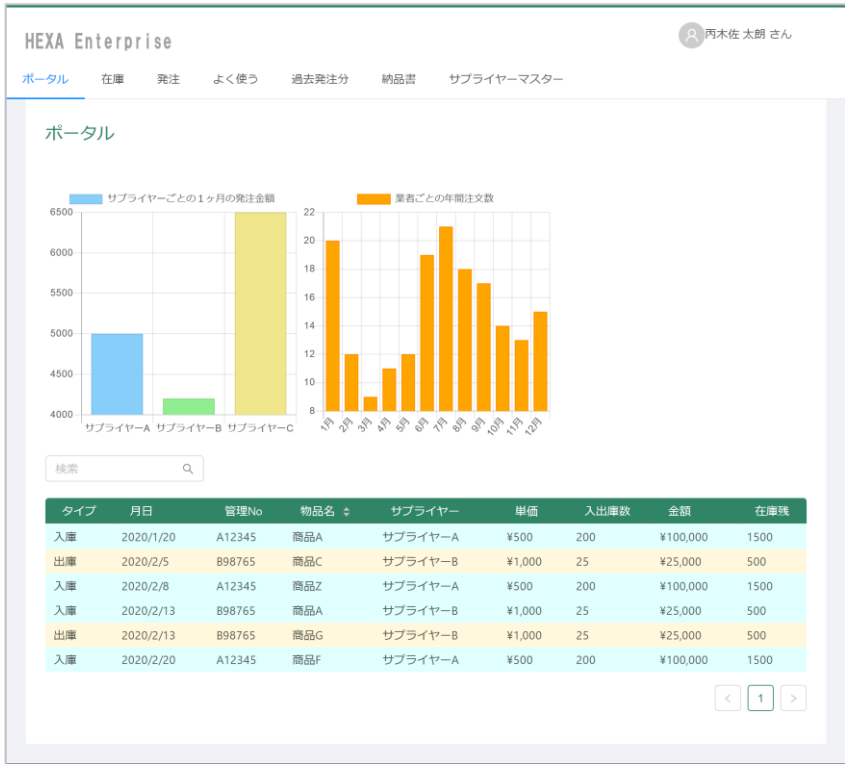 HEXA Enterprise
丙木佐 太朗 さん
ポータル 在庫 発注 よく使う 過去発注分 納品書 サプライヤーマスター
ポータル
サプライヤーごとの1ヶ月の発注金額
6500
6000
5500
5000
4500
4000
サプライヤーA サプライヤーB サプライヤーC
業者ごとの年間注文数
22
20
18
16
14
12
10
8
1月 2月 3月 4月 5月 6月 7月 8月 9月 10月 11月 12月
検索
タイプ 月日 管理No 物品名 サプライヤー 単価 入出庫数 金額 在庫残
入庫 2020/1/20 A12345 商品A サプライヤーA ¥500 200 ¥100,000 1500
出庫 2020/2/5 B98765 商品C サプライヤーB ¥1,000 25 ¥25,000 500
入庫 2020/2/8 A12345 商品Z サプライヤーA ¥500 200 ¥100,000 1500
入庫 2020/2/13 B98765 商品A サプライヤーB ¥1,000 25 ¥25,000 500
出庫 2020/2/13 B98765 商品G サプライヤーB ¥1,000 25 ¥25,000 500
入庫 2020/2/20 A12345 商品F サプライヤーA ¥500 200 ¥100,000 1500
< 1 >